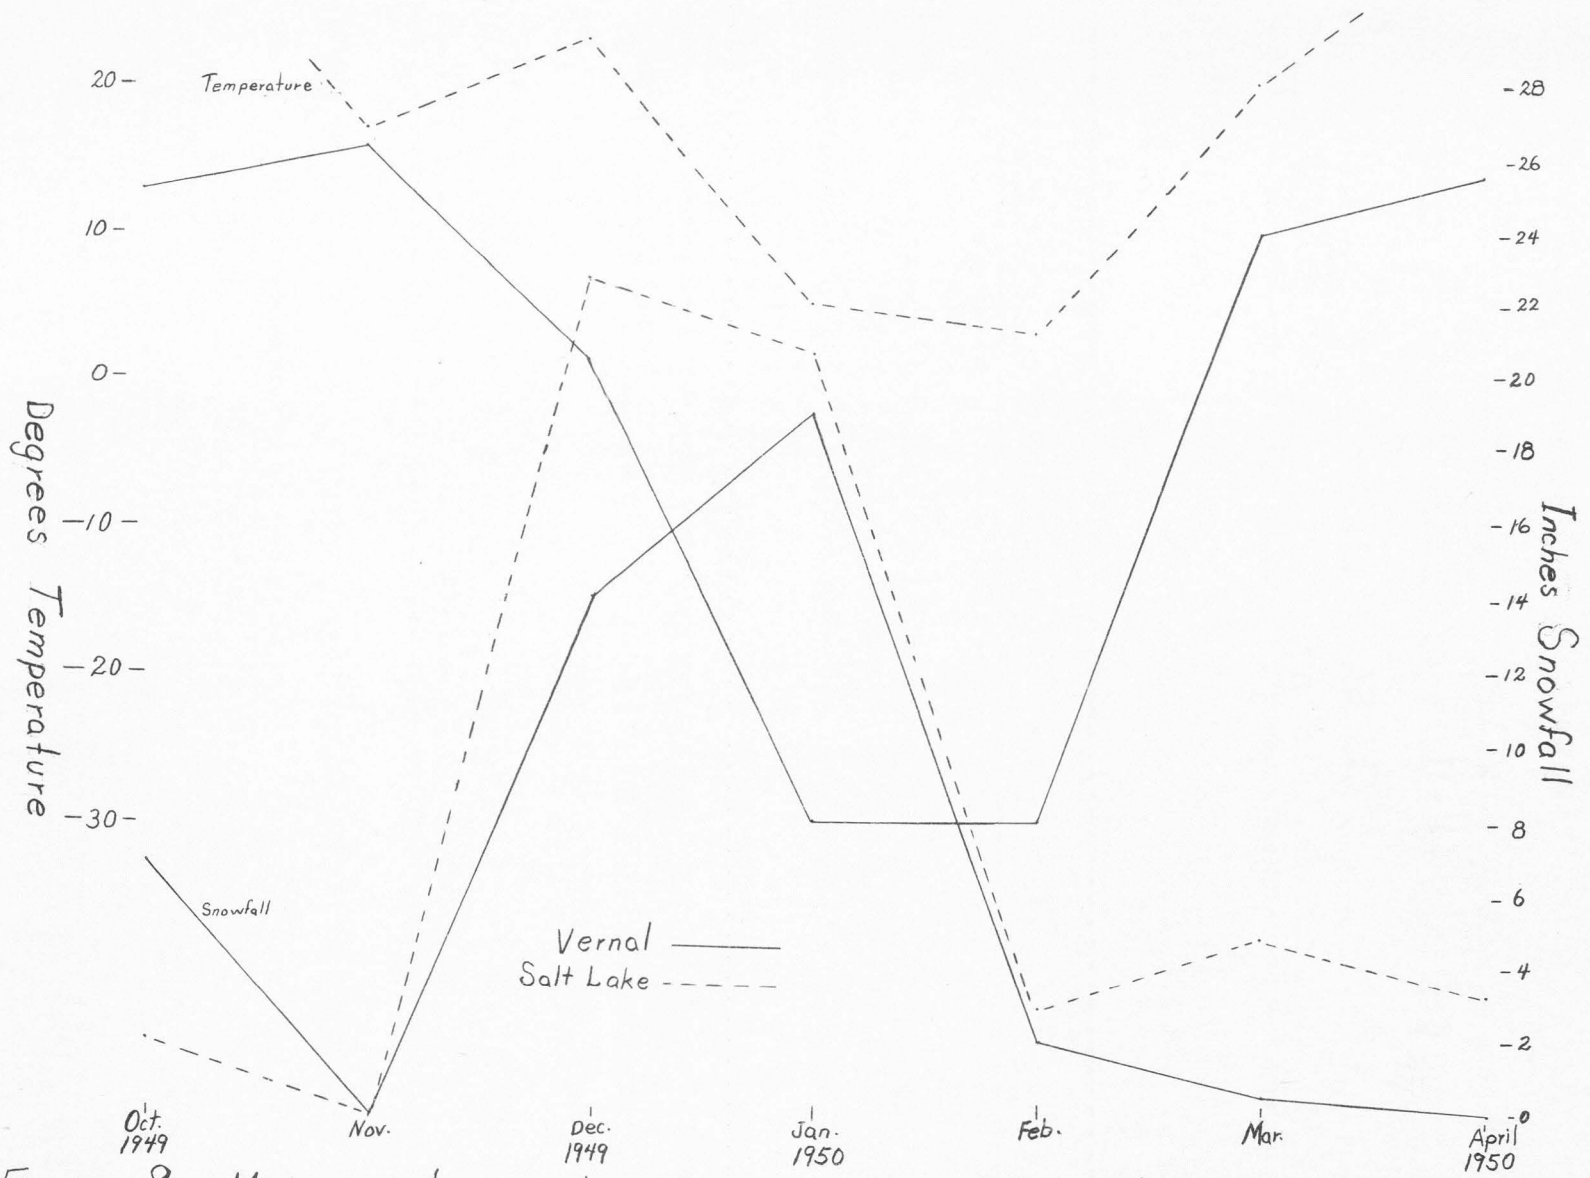 20–
10–
0–
–10–
–20–
–30–
Degrees Temperature
Temperature
Snowfall
Vernal
Salt Lake
-28
-26
-24
-22
-20
-18
-16
-14
-12
-10
-8
-6
-4
-2
-0
Inches Snowfall
Oct.
1949
Nov.
Dec.
1949
Jan.
1950
Feb.
Mar.
April
1950